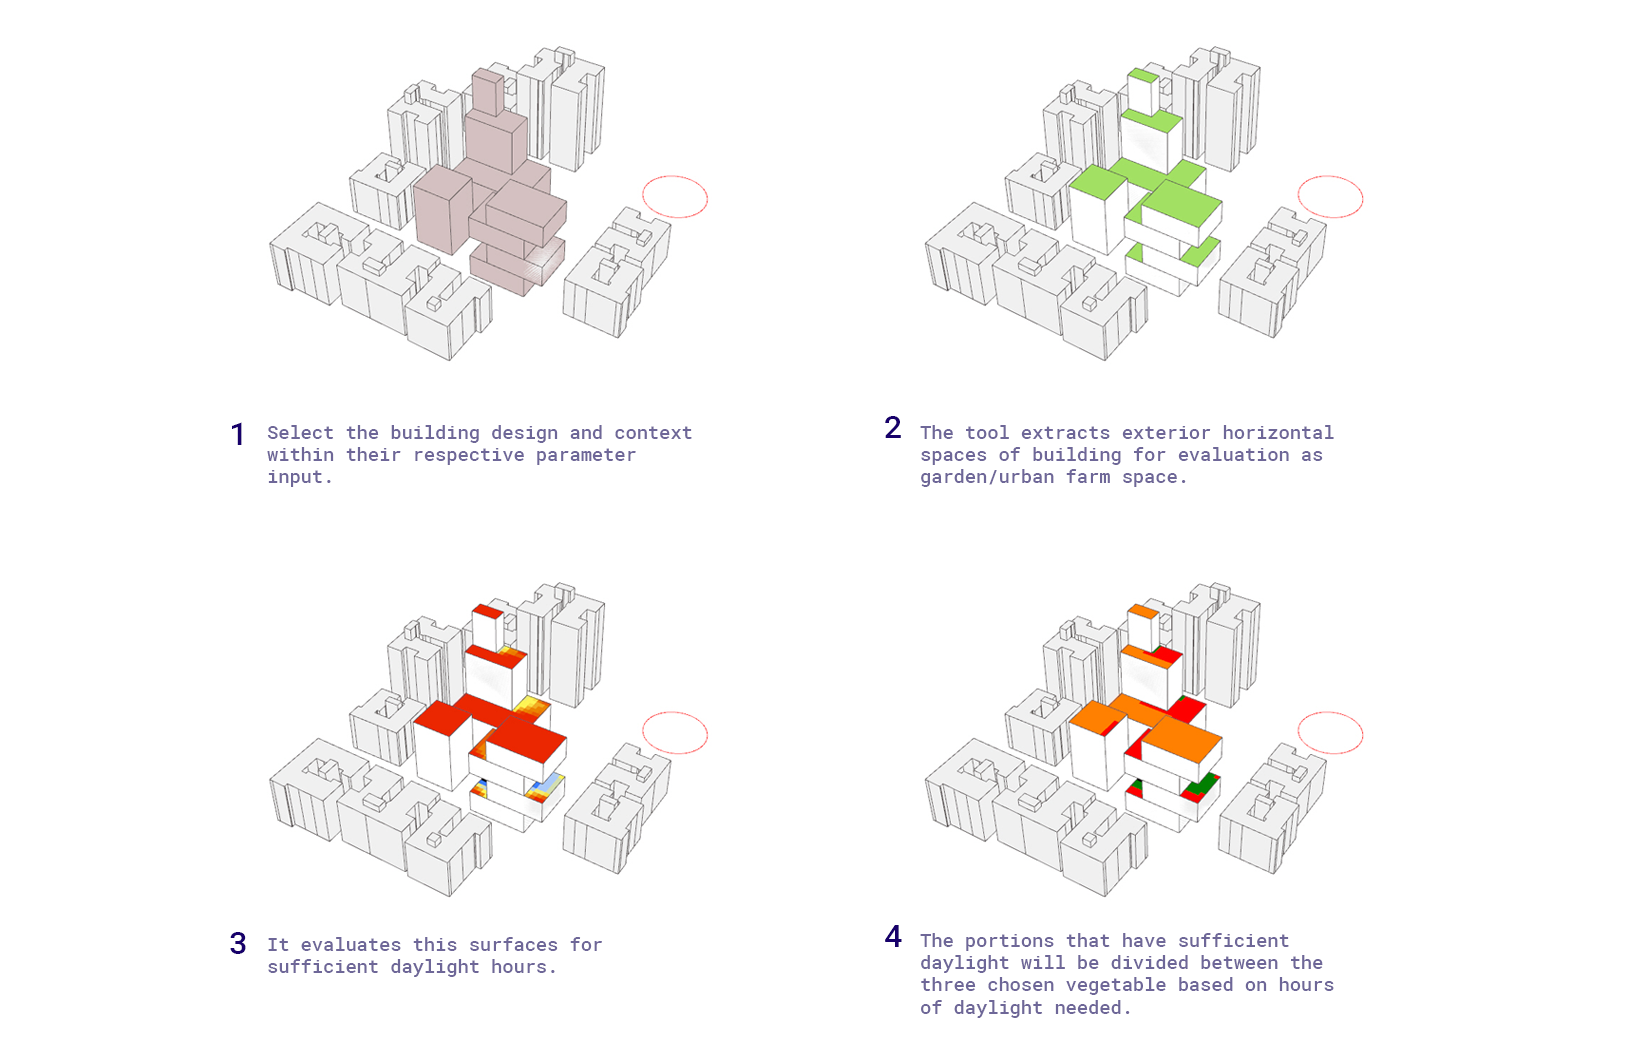 1 Select the building design and context
within their respective parameter
input.
2 The tool extracts exterior horizontal
spaces of building for evaluation as
garden/urban farm space.
3 It evaluates this surfaces for
sufficient daylight hours.
4 The portions that have sufficient
daylight will be divided between the
three chosen vegetable based on hours
of daylight needed.